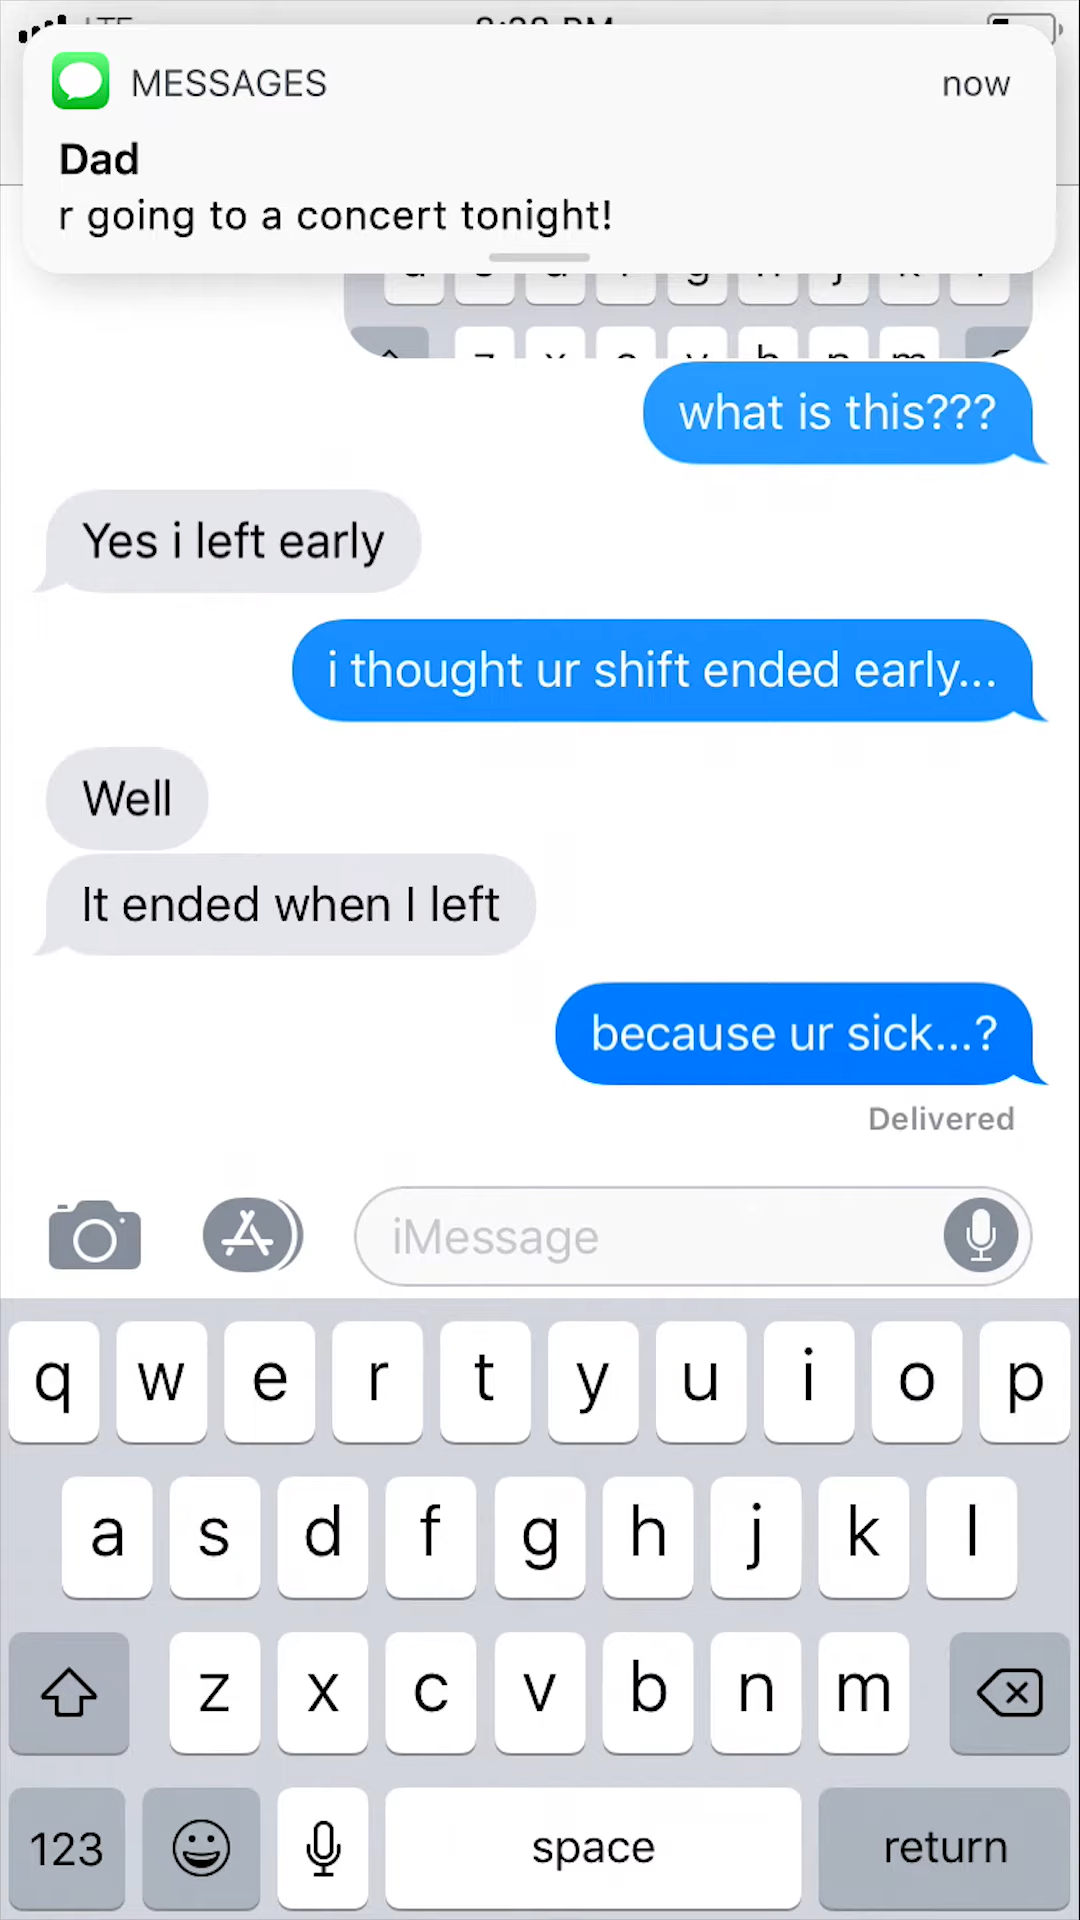 MESSAGES now
Dad
r going to a concert tonight!
what is this???
Yes i left early
i thought ur shift ended early...
Well
It ended when I left
because ur sick...?
Delivered
iMessage
q w e r t y u i o p
a s d f g h j k l
z x c v b n m
123 space return